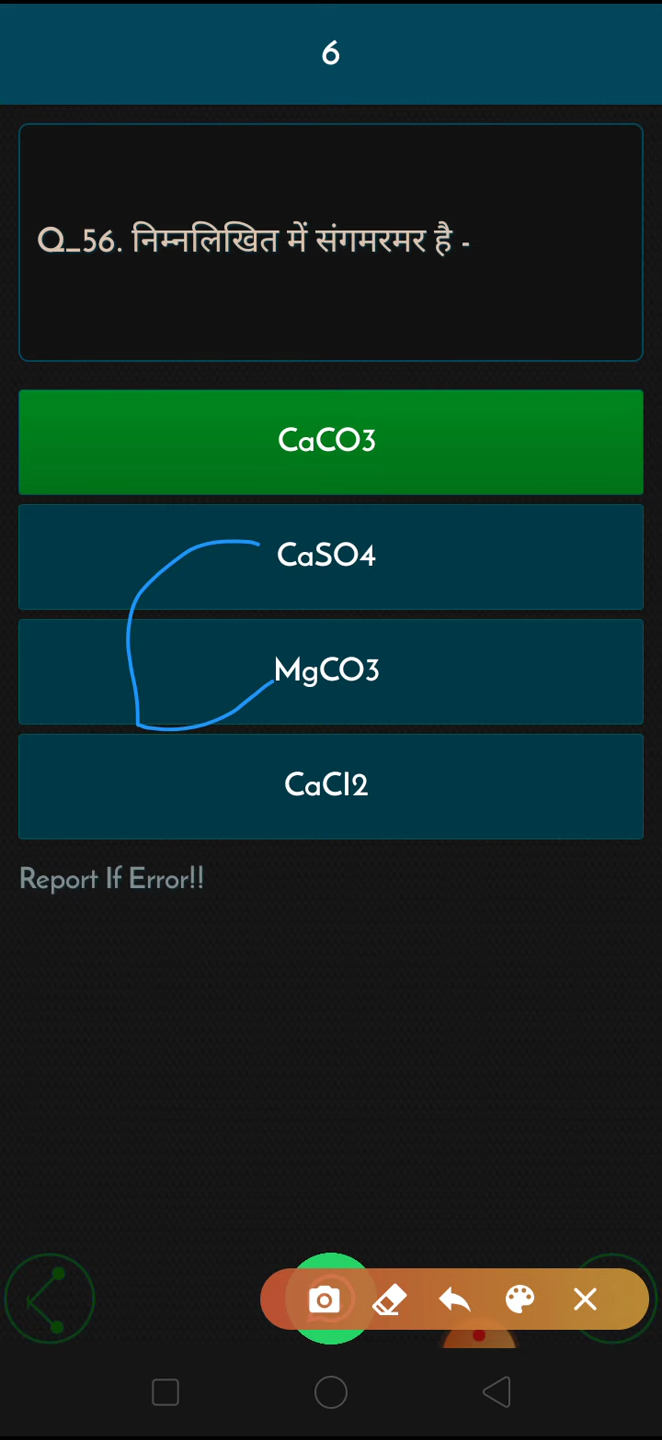 6
Q_56. निम्नलिखित में संगमरमर है -
CaCO3
CaSO4
MgCO3
CaCl2
Report If Error!!